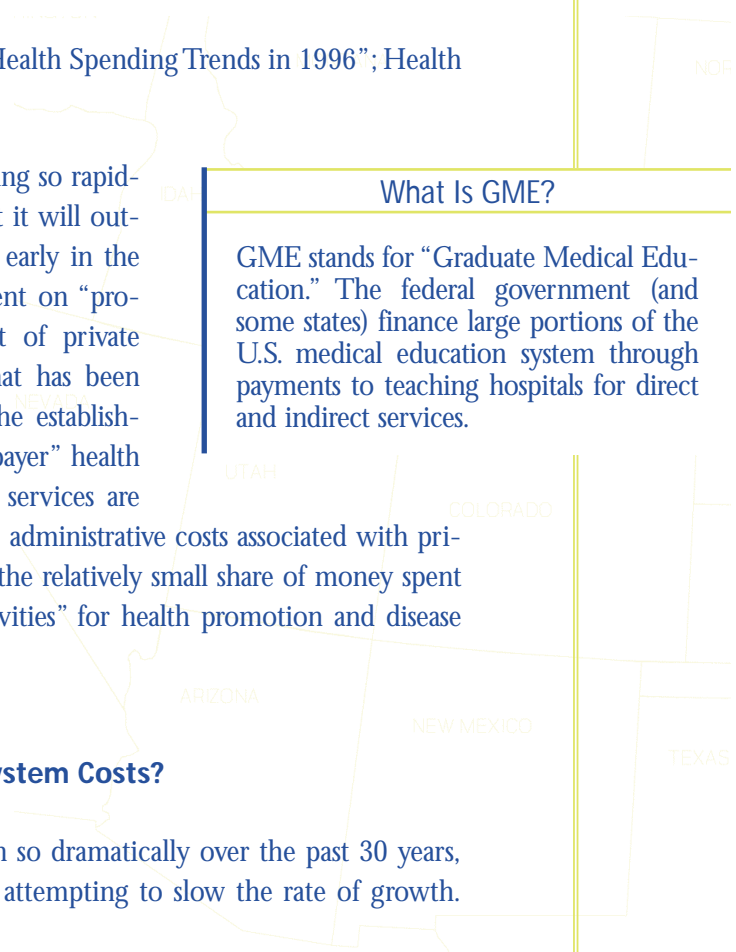 Health Spending Trends in 1996”; Health
ng so rapid-
it will out-
early in the
ent on “pro-
of private
at has been
he establish-
payer” health
services are
administrative costs associated with pri-
the relatively small share of money spent
vities” for health promotion and disease
What Is GME?
GME stands for “Graduate Medical Edu-
cation.” The federal government (and
some states) finance large portions of the
U.S. medical education system through
payments to teaching hospitals for direct
and indirect services.
ystem Costs?
so dramatically over the past 30 years,
attempting to slow the rate of growth.
IDAHO
NEVADA
UTAH
COLORADO
ARIZONA
NEW MEXICO
TEXAS
NOR